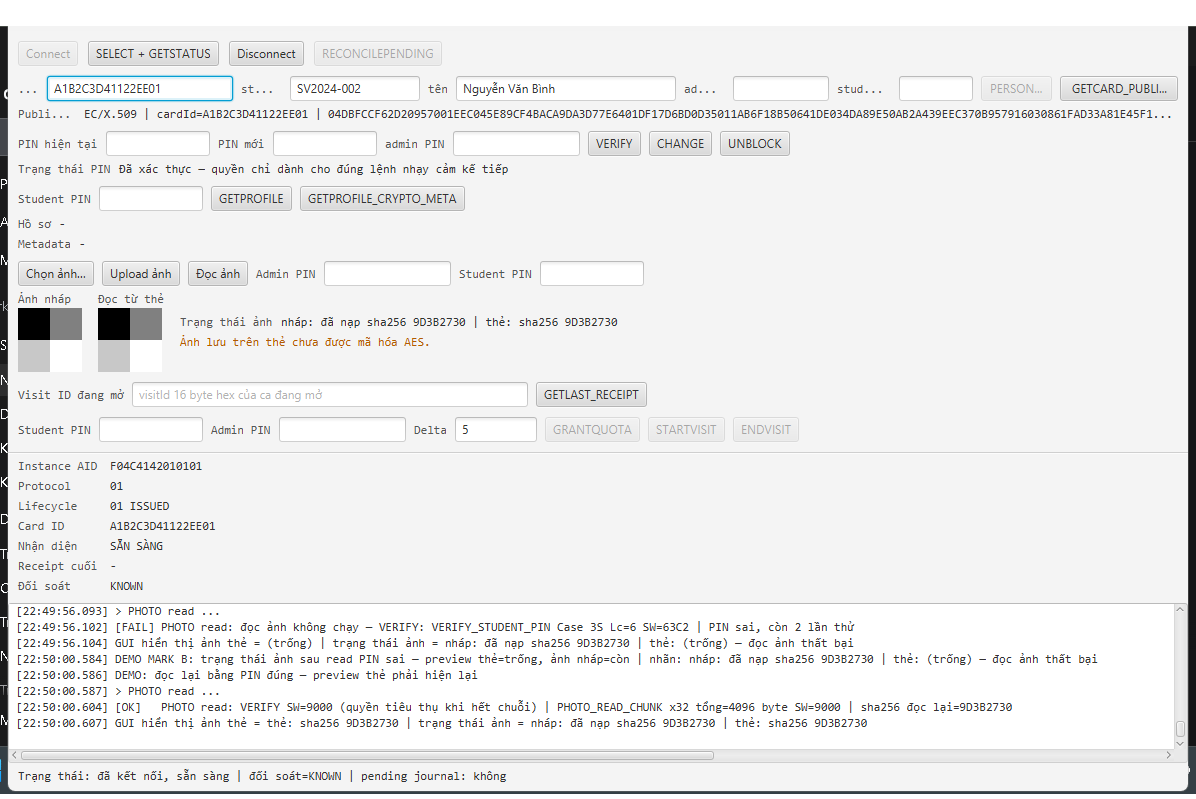 Connect SELECT + GETSTATUS Disconnect RECONCILEPENDING
... A1B2C3D41122EE01 st... SV2024-002 tên Nguyễn Văn Bình ad... stud... PERSON... GETCARD_PUBLI...
Publi... EC/X.509 | cardId=A1B2C3D41122EE01 | 04DBFCCF62D20957001EEC045E89CF4BACA9DA3D77E6401DF17D6BD0D35011AB6F18B50641DE034DA89E50AB2A439EEC370B957916030861FAD33A81E45F1...
PIN hiện tại PIN mới admin PIN VERIFY CHANGE UNBLOCK
Trạng thái PIN Đã xác thực — quyền chỉ dành cho đúng lệnh nhạy cảm kế tiếp
Student PIN GETPROFILE GETPROFILE_CRYPTO_META
Hồ sơ -
Metadata -
Chọn ảnh... Upload ảnh Đọc ảnh Admin PIN Student PIN
Ảnh nháp Đọc từ thẻ
Trạng thái ảnh nháp: đã nạp sha256 9D3B2730 | thẻ: sha256 9D3B2730
Ảnh lưu trên thẻ chưa được mã hóa AES.
Visit ID đang mở visitId 16 byte hex của ca đang mở GETLAST_RECEIPT
Student PIN Admin PIN Delta 5 GRANTQUOTA STARTVISIT ENDVISIT
Instance AID F04C4142010101
Protocol 01
Lifecycle 01 ISSUED
Card ID A1B2C3D41122EE01
Nhận diện SẴN SÀNG
Receipt cuối -
Đối soát KNOWN
[22:49:56.093] > PHOTO read ...
[22:49:56.102] [FAIL] PHOTO read: đọc ảnh không chạy — VERIFY: VERIFY_STUDENT_PIN Case 3S Lc=6 SW=63C2 | PIN sai, còn 2 lần thử
[22:49:56.104] GUI hiển thị ảnh thẻ = (trống) | trạng thái ảnh = nháp: đã nạp sha256 9D3B2730 | thẻ: (trống) — đọc ảnh thất bại
[22:50:00.584] DEMO MARK B: trạng thái ảnh sau read PIN sai — preview thẻ=trống, ảnh nháp=còn | nhãn: nháp: đã nạp sha256 9D3B2730 | thẻ: (trống) — đọc ảnh thất bại
[22:50:00.586] DEMO: đọc lại bằng PIN đúng — preview thẻ phải hiện lại
[22:50:00.587] > PHOTO read ...
[22:50:00.604] [OK] PHOTO read: VERIFY SW=9000 (quyền tiêu thụ khi hết chuỗi) | PHOTO_READ_CHUNK x32 tổng=4096 byte SW=9000 | sha256 đọc lại=9D3B2730
[22:50:00.607] GUI hiển thị ảnh thẻ = thẻ: sha256 9D3B2730 | trạng thái ảnh = nháp: đã nạp sha256 9D3B2730 | thẻ: sha256 9D3B2730
Trạng thái: đã kết nối, sẵn sàng | đối soát=KNOWN | pending journal: không